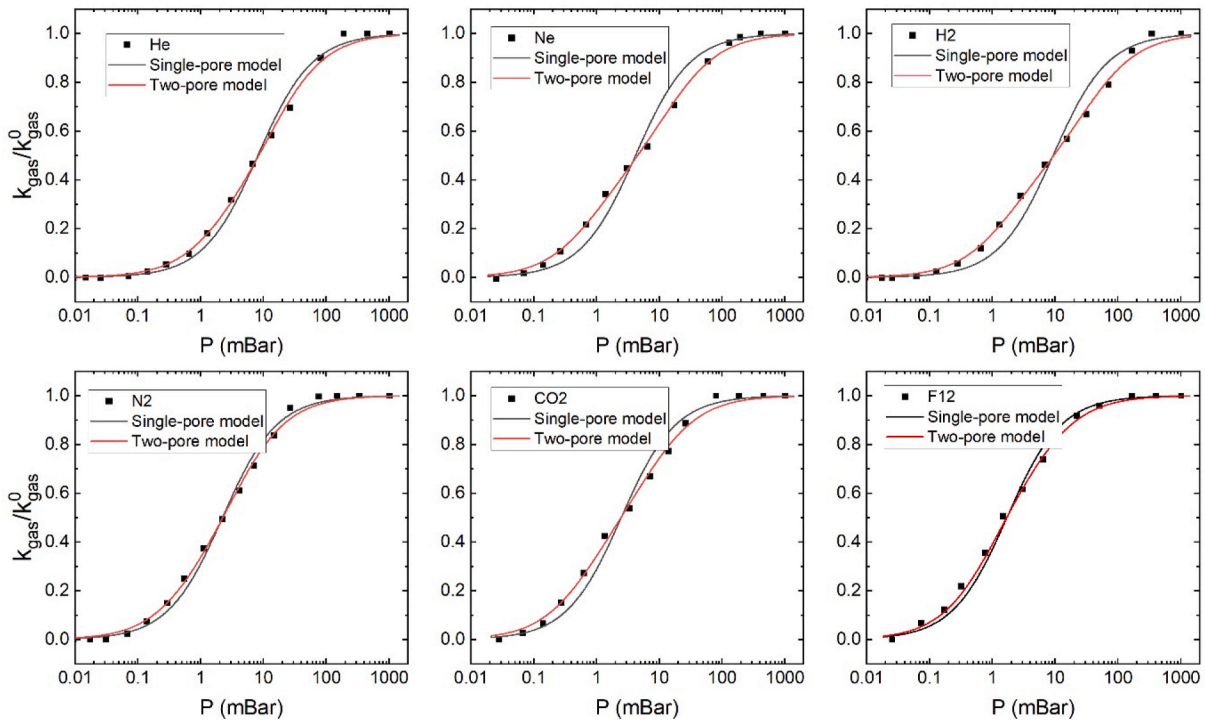 He
Single-pore model
Two-pore model
k_gas/k⁰_gas
1.0
0.8
0.6
0.4
0.2
0.0
0.01 0.1 1 10 100 1000
P (mBar)
Ne
Single-pore model
Two-pore model
1.0
0.8
0.6
0.4
0.2
0.0
0.01 0.1 1 10 100 1000
P (mBar)
H2
Single-pore model
Two-pore model
1.0
0.8
0.6
0.4
0.2
0.0
0.01 0.1 1 10 100 1000
P (mBar)
N2
Single-pore model
Two-pore model
k_gas/k⁰_gas
1.0
0.8
0.6
0.4
0.2
0.0
0.01 0.1 1 10 100 1000
P (mBar)
CO2
Single-pore model
Two-pore model
1.0
0.8
0.6
0.4
0.2
0.0
0.01 0.1 1 10 100 1000
P (mBar)
F12
Single-pore model
Two-pore model
1.0
0.8
0.6
0.4
0.2
0.0
0.01 0.1 1 10 100 1000
P (mBar)